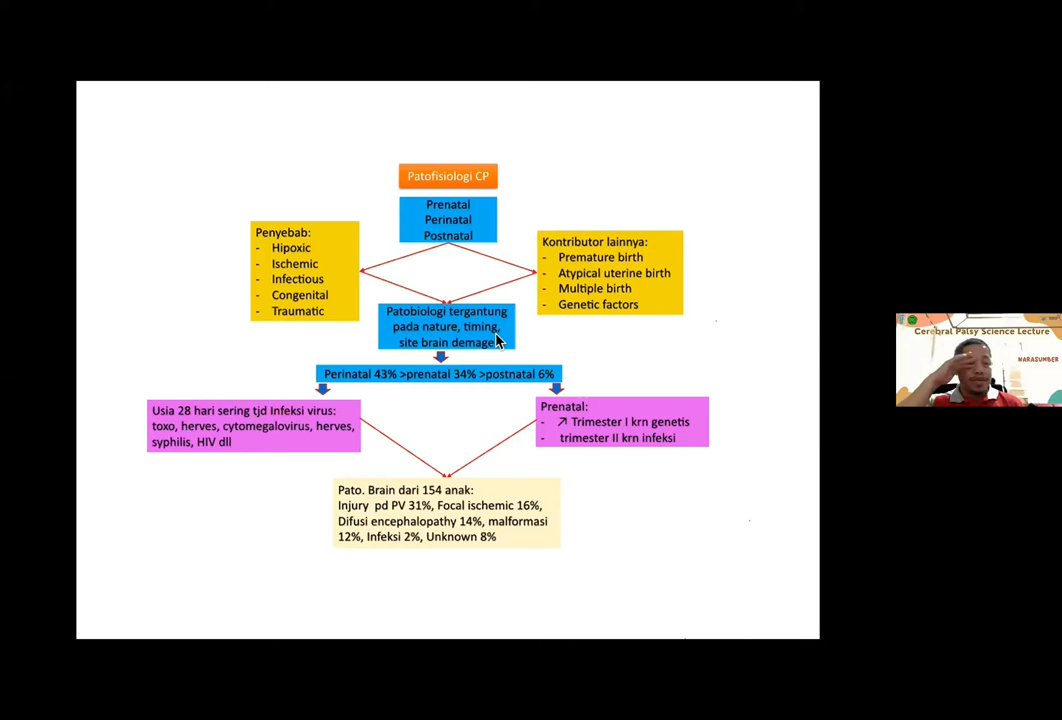 Patofisiologi CP
Prenatal
Perinatal
Postnatal
Penyebab:
- Hipoxic
- Ischemic
- Infectious
- Congenital
- Traumatic
Kontributor lainnya:
- Premature birth
- Atypical uterine birth
- Multiple birth
- Genetic factors
Patobiologi tergantung
pada nature, timing,
site brain demage
Perinatal 43% >prenatal 34% >postnatal 6%
Usia 28 hari sering tjd Infeksi virus:
toxo, herves, cytomegalovirus, herves,
syphilis, HIV dll
Prenatal:
- ↗ Trimester I krn genetis
- trimester II krn infeksi
Pato. Brain dari 154 anak:
Injury pd PV 31%, Focal ischemic 16%,
Difusi encephalopathy 14%, malformasi
12%, Infeksi 2%, Unknown 8%
Cerebral Palsy Science Lecture
NARASUMBER